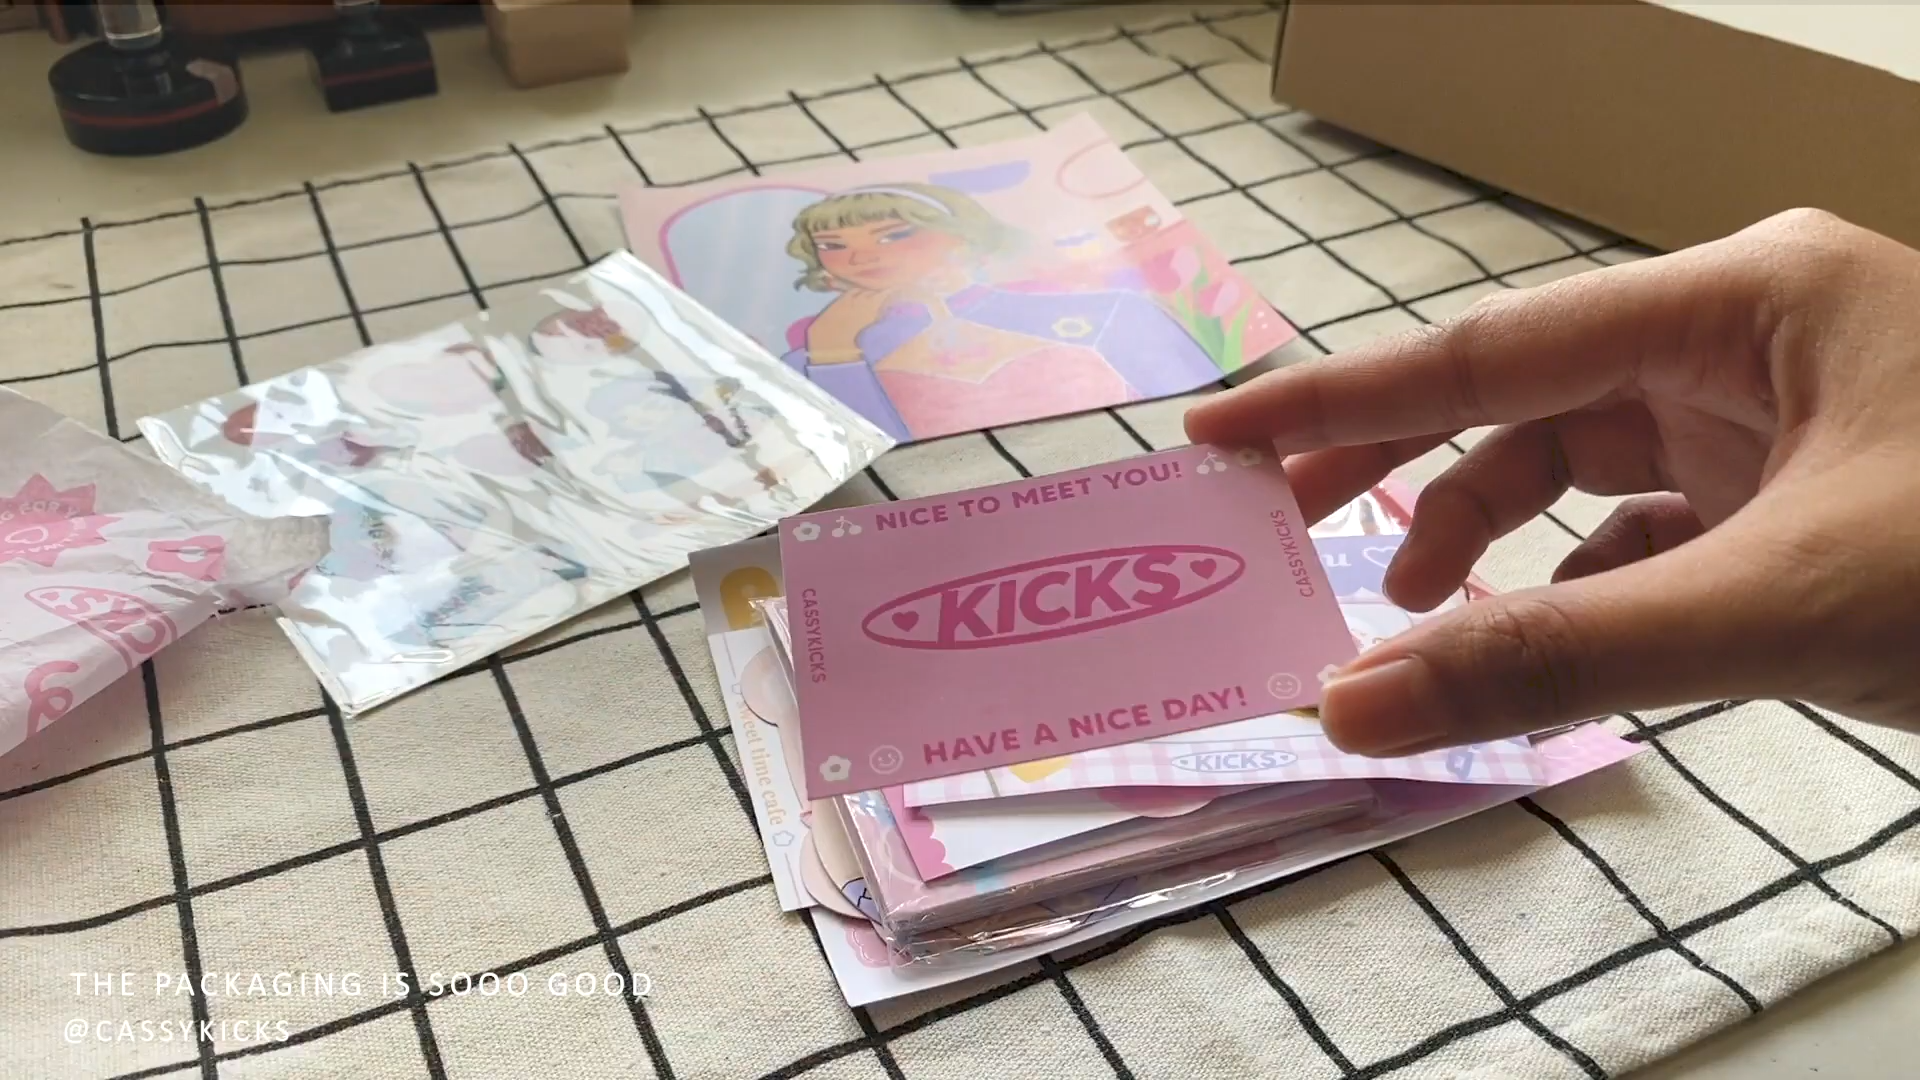 NICE TO MEET YOU!
CASSYKICKS
KICKS
CASSYKICKS
HAVE A NICE DAY!
KICKS
sweet time cafe
THE PACKAGING IS SOOO GOOD
@CASSYKICKS